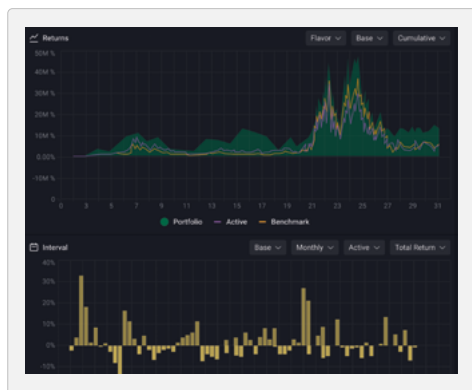 Returns
Flavor
Base
Cumulative
50M %
40M %
30M %
20M %
10M %
0.00%
-10M %
0
0 3 5 7 9 11 13 15 17 19 21 23 25 27 29 31
Portfolio
Active
Benchmark
Interval
Base
Monthly
Active
Total Return
40%
30%
20%
10%
0%
-10%